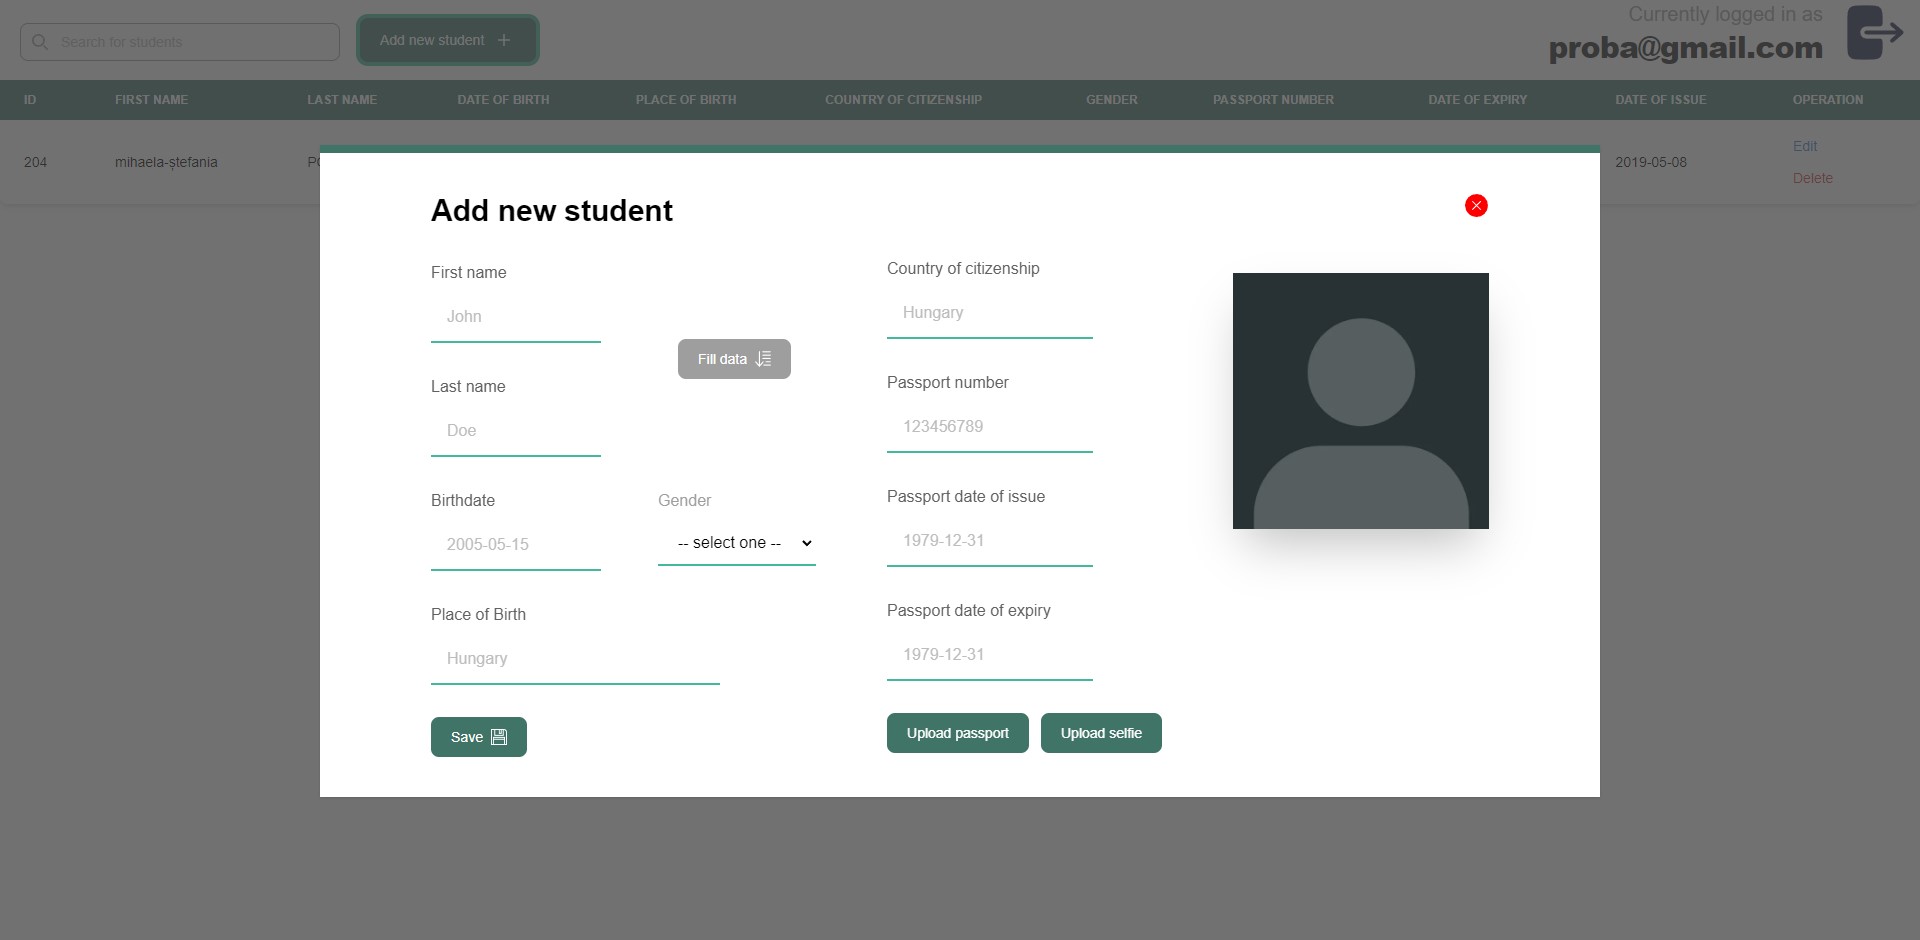 Search for students
Add new student
Currently logged in as
proba@gmail.com
ID FIRST NAME LAST NAME DATE OF BIRTH PLACE OF BIRTH COUNTRY OF CITIZENSHIP GENDER PASSPORT NUMBER DATE OF EXPIRY DATE OF ISSUE OPERATION
204 mihaela-ștefania 2019-05-08 Edit
Delete
Add new student
First name
John
Fill data
Last name
Doe
Birthdate
2005-05-15
Gender
-- select one --
Place of Birth
Hungary
Save
Country of citizenship
Hungary
Passport number
123456789
Passport date of issue
1979-12-31
Passport date of expiry
1979-12-31
Upload passport Upload selfie